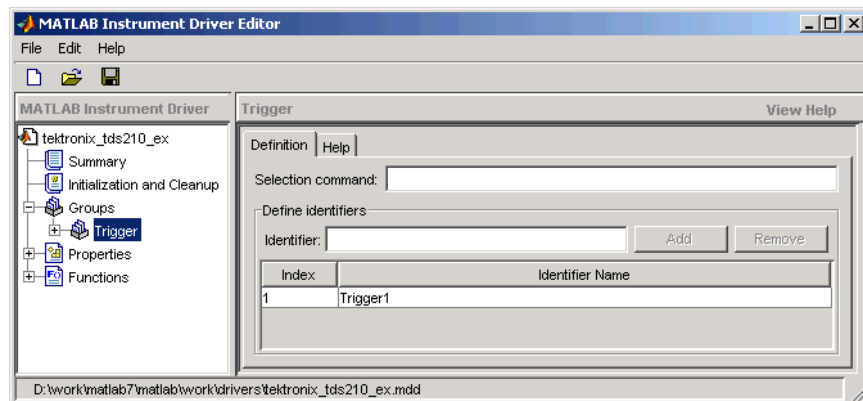 MATLAB Instrument Driver Editor
File Edit Help
MATLAB Instrument Driver
tektronix_tds210_ex
Summary
Initialization and Cleanup
Groups
Trigger
Properties
Functions
Trigger View Help
Definition Help
Selection command:
Define identifiers
Identifier: Add Remove
Index Identifier Name
1 Trigger1
D:\work\matlab7\matlab\work\drivers\tektronix_tds210_ex.mdd